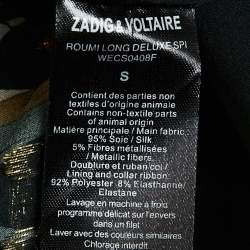 ZADIG & VOLTAIRE
ROUMI LONG DELUXE SPI
WECS0408F
S
Contient des parties non
textiles d'origine animale
Contains non-textile parts
of animal origin
Matière principale / Main fabric
95% Soie / Silk
5% Fibres métallisées
/ Metallic fibers
Doublure et ruban col /
Lining and collar ribbon
92% Polyester 8% Elasthanne/
Elastane
Lavage en machine à froid
programme délicat sur l'envers
dans un filet
Laver avec des couleurs similaires
Chlorage interdit